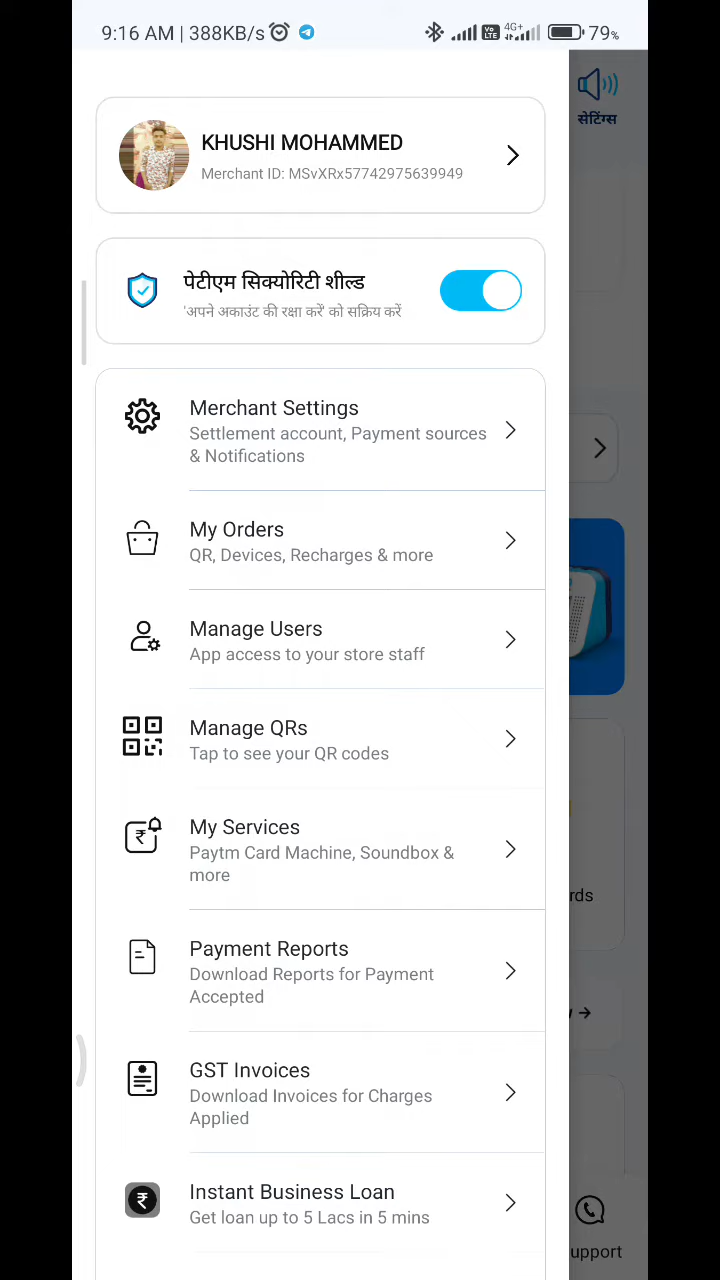 9:16 AM | 388KB/s
Vo LTE
4G+
79%
सेटिंग्स
KHUSHI MOHAMMED
Merchant ID: MSvXRx57742975639949
पेटीएम सिक्योरिटी शील्ड
'अपने अकाउंट की रक्षा करें' को सक्रिय करें
Merchant Settings
Settlement account, Payment sources
& Notifications
My Orders
QR, Devices, Recharges & more
Manage Users
App access to your store staff
Manage QRs
Tap to see your QR codes
My Services
Paytm Card Machine, Soundbox &
more
rds
Payment Reports
Download Reports for Payment
Accepted
GST Invoices
Download Invoices for Charges
Applied
Instant Business Loan
Get loan up to 5 Lacs in 5 mins
upport